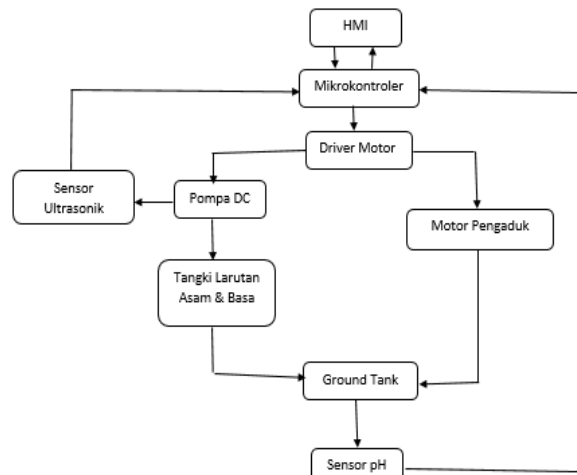 HMI
Mikrokontroler
Driver Motor
Sensor
Ultrasonik
Pompa DC
Motor Pengaduk
Tangki Larutan
Asam & Basa
Ground Tank
Sensor pH